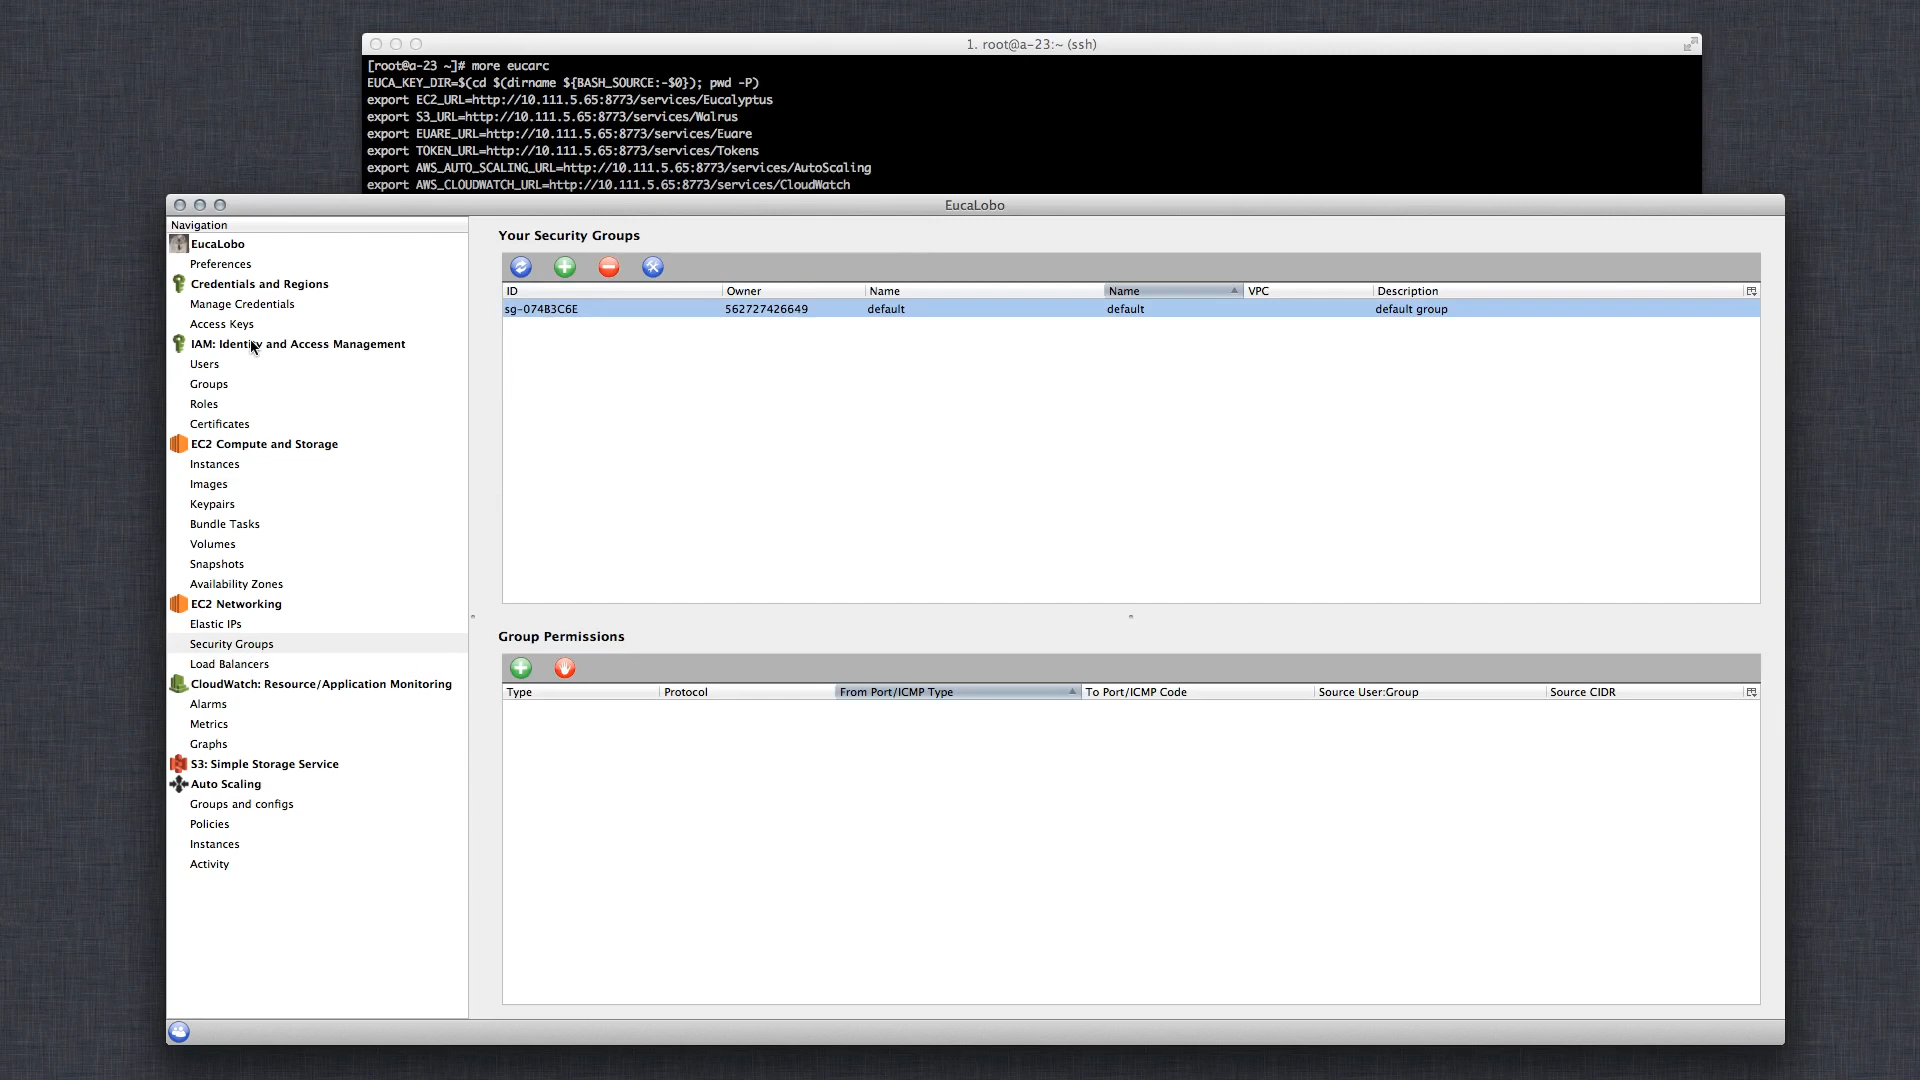 1. root@a-23:~ (ssh)
[root@a-23 ~]# more eucarc
EUCA_KEY_DIR=$(cd $(dirname ${BASH_SOURCE:-$0}); pwd -P)
export EC2_URL=http://10.111.5.65:8773/services/Eucalyptus
export S3_URL=http://10.111.5.65:8773/services/Walrus
export EUARE_URL=http://10.111.5.65:8773/services/Euare
export TOKEN_URL=http://10.111.5.65:8773/services/Tokens
export AWS_AUTO_SCALING_URL=http://10.111.5.65:8773/services/AutoScaling
export AWS_CLOUDWATCH_URL=http://10.111.5.65:8773/services/CloudWatch
EucaLobo
Navigation
EucaLobo
Preferences
Credentials and Regions
Manage Credentials
Access Keys
IAM: Identity and Access Management
Users
Groups
Roles
Certificates
EC2 Compute and Storage
Instances
Images
Keypairs
Bundle Tasks
Volumes
Snapshots
Availability Zones
EC2 Networking
Elastic IPs
Security Groups
Load Balancers
CloudWatch: Resource/Application Monitoring
Alarms
Metrics
Graphs
S3: Simple Storage Service
Auto Scaling
Groups and configs
Policies
Instances
Activity
Your Security Groups
ID Owner Name Name VPC Description
sg-074B3C6E 562727426649 default default default group
Group Permissions
Type Protocol From Port/ICMP Type To Port/ICMP Code Source User:Group Source CIDR